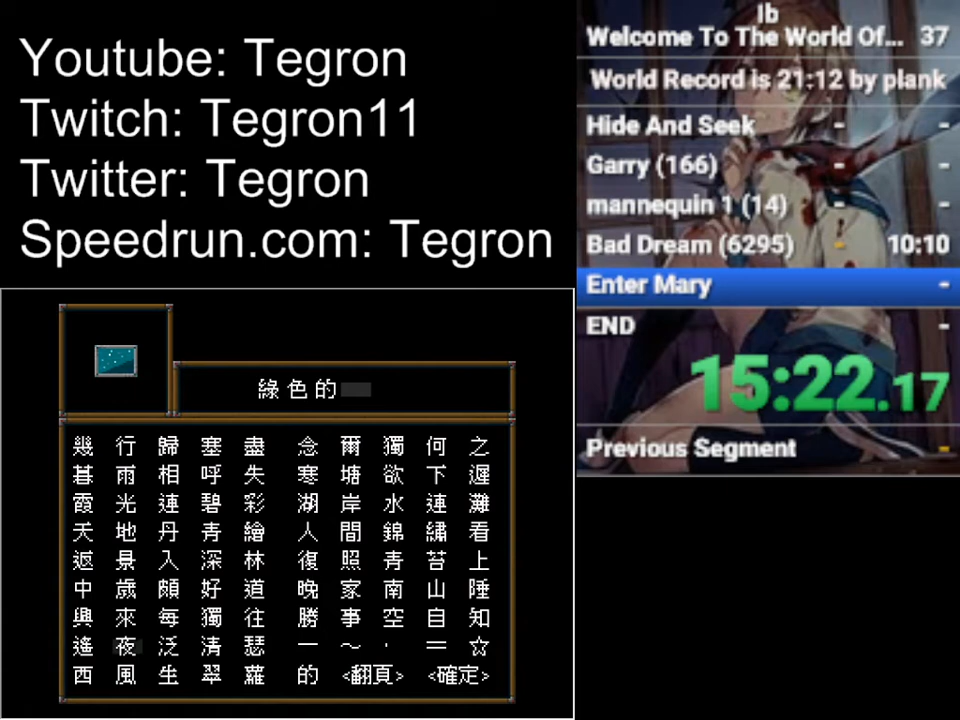 Youtube: Tegron
Twitch: Tegron11
Twitter: Tegron
Speedrun.com: Tegron
Ib
Welcome To The World Of... 37
World Record is 21:12 by plank
Hide And Seek - -
Garry (166) - -
mannequin 1 (14) - -
Bad Dream (6295) - 10:10
Enter Mary -
END -
15:22.17
Previous Segment -
綠色的
幾行歸塞盡 念爾獨何之
暮雨相呼失 寒塘欲下遲
霞光連碧彩 湖岸水連灘
天地丹青繪 人間錦繡看
返景入深林 復照青苔上
中歲頗好道 晚家南山陲
興來每獨往 勝事空自知
遙夜泛清瑟 一~·=☆
西風生翠蘿 的 <翻頁> <確定>